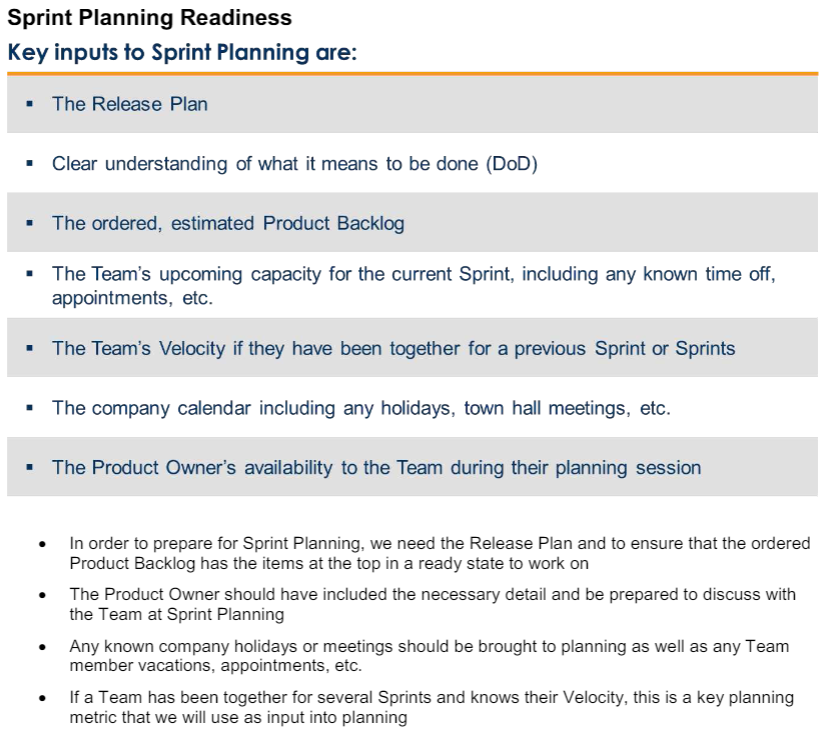 Sprint Planning Readiness
Key inputs to Sprint Planning are:
▪ The Release Plan
▪ Clear understanding of what it means to be done (DoD)
▪ The ordered, estimated Product Backlog
▪ The Team’s upcoming capacity for the current Sprint, including any known time off,
appointments, etc.
▪ The Team’s Velocity if they have been together for a previous Sprint or Sprints
▪ The company calendar including any holidays, town hall meetings, etc.
▪ The Product Owner’s availability to the Team during their planning session
• In order to prepare for Sprint Planning, we need the Release Plan and to ensure that the ordered
Product Backlog has the items at the top in a ready state to work on
• The Product Owner should have included the necessary detail and be prepared to discuss with
the Team at Sprint Planning
• Any known company holidays or meetings should be brought to planning as well as any Team
member vacations, appointments, etc.
• If a Team has been together for several Sprints and knows their Velocity, this is a key planning
metric that we will use as input into planning